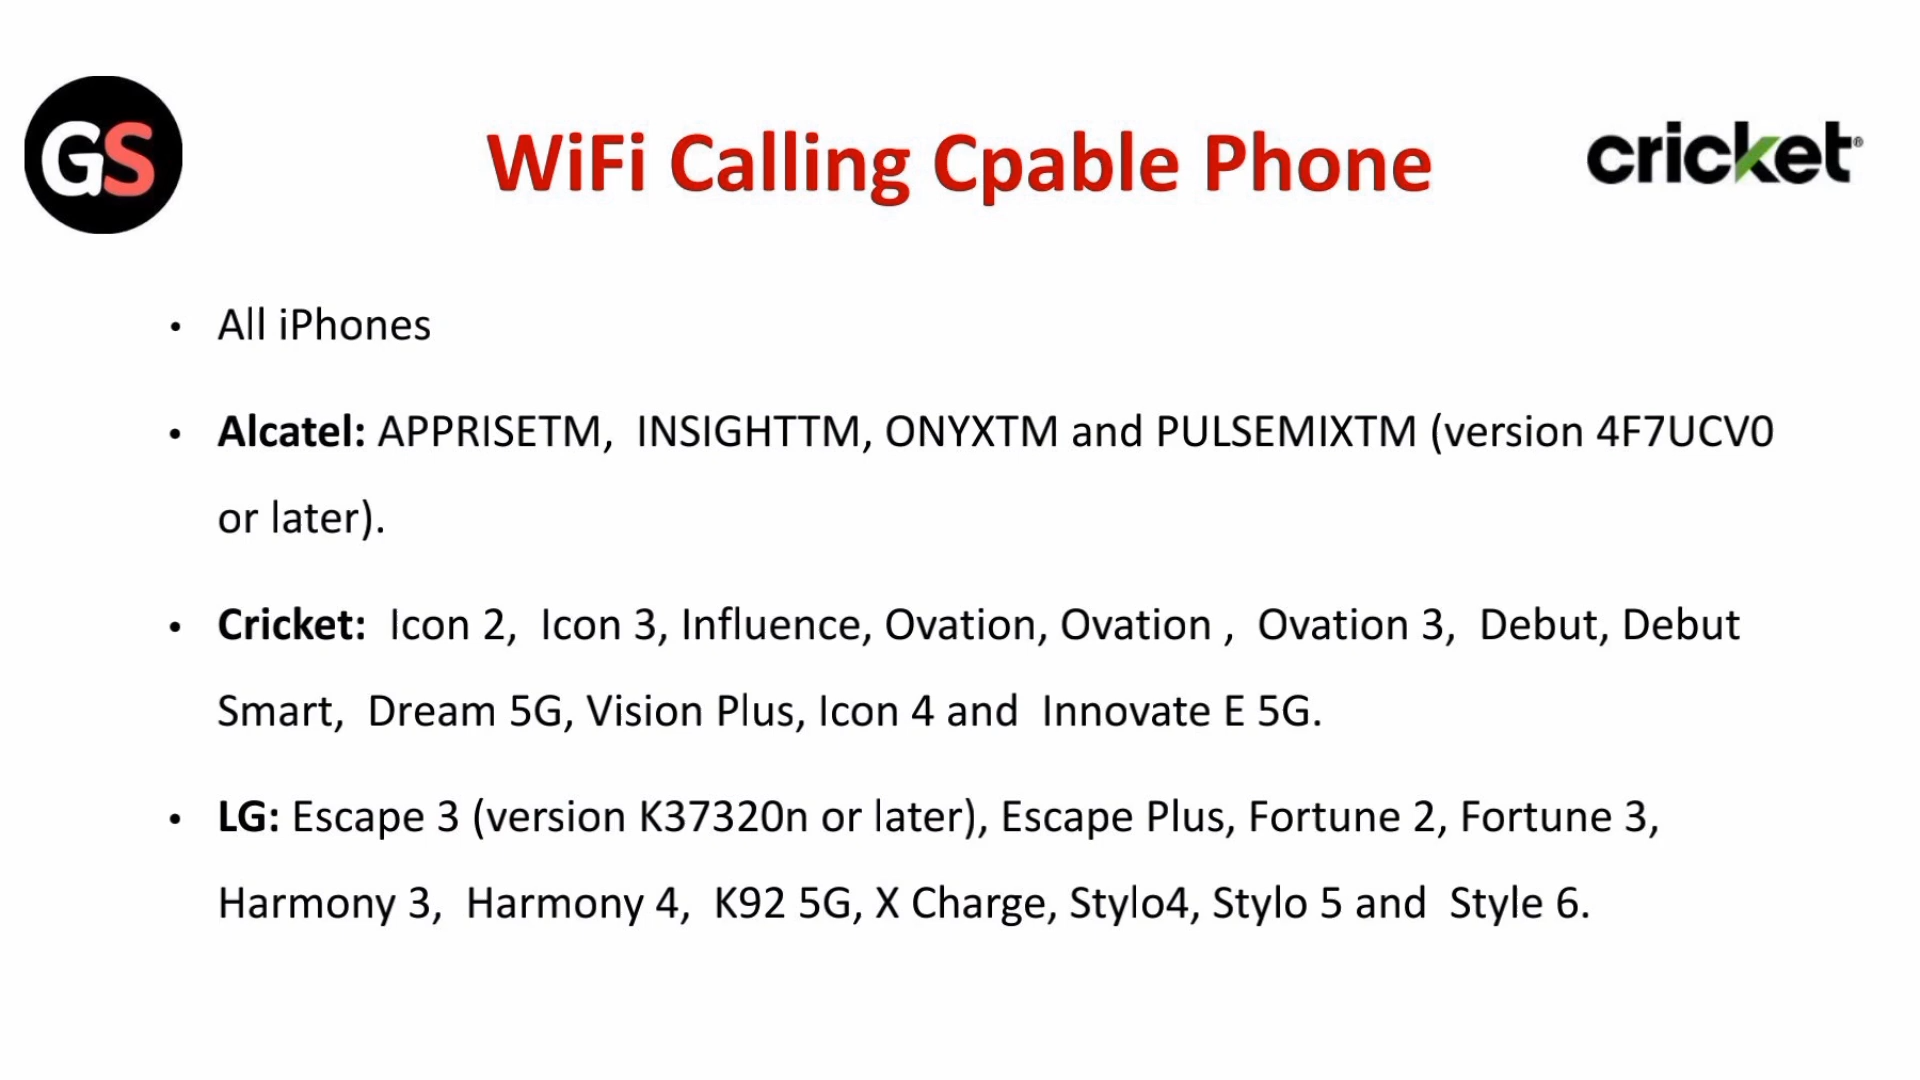 GS
WiFi Calling Cpable Phone
cricket®
• All iPhones
• Alcatel: APPRISETM, INSIGHTTM, ONYXTM and PULSEMIXTM (version 4F7UCV0
or later).
• Cricket: Icon 2, Icon 3, Influence, Ovation, Ovation , Ovation 3, Debut, Debut
Smart, Dream 5G, Vision Plus, Icon 4 and Innovate E 5G.
• LG: Escape 3 (version K37320n or later), Escape Plus, Fortune 2, Fortune 3,
Harmony 3, Harmony 4, K92 5G, X Charge, Stylo4, Stylo 5 and Style 6.